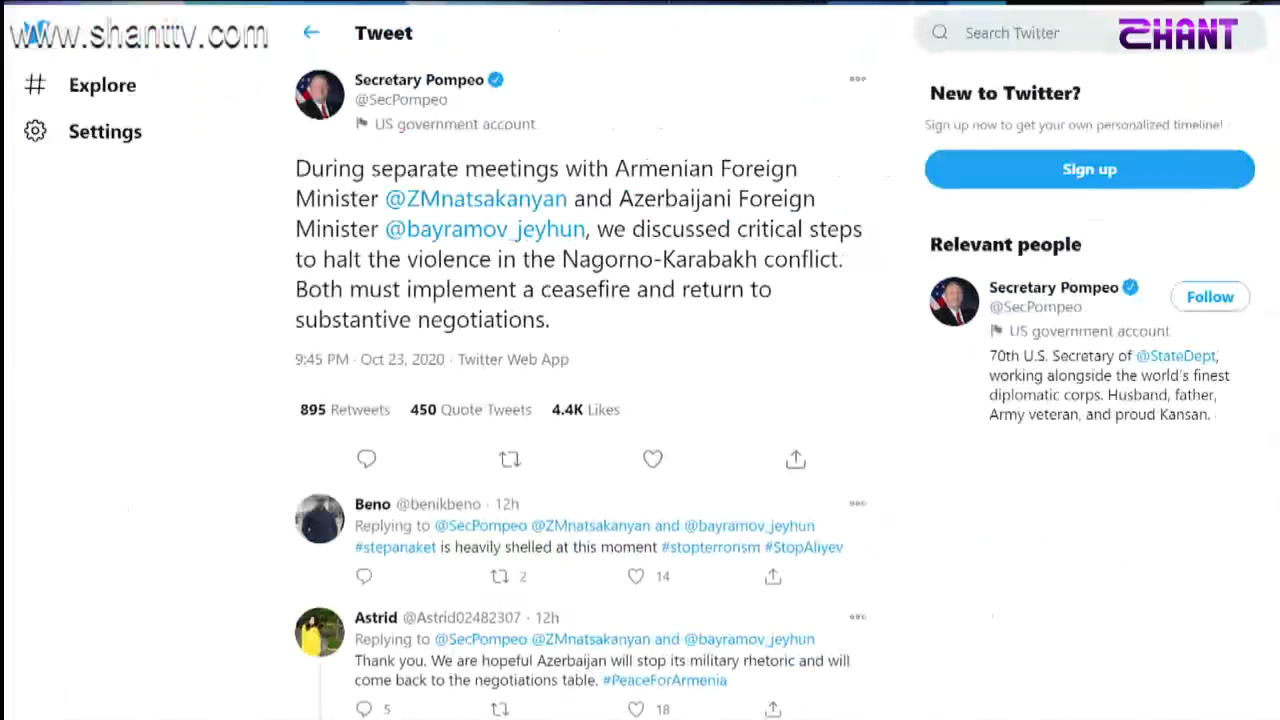 www.shanttv.com
Tweet
Search Twitter
SHANT
Explore
Settings
Secretary Pompeo
@SecPompeo
US government account
During separate meetings with Armenian Foreign
Minister @ZMnatsakanyan and Azerbaijani Foreign
Minister @bayramov_jeyhun, we discussed critical steps
to halt the violence in the Nagorno-Karabakh conflict.
Both must implement a ceasefire and return to
substantive negotiations.
9:45 PM · Oct 23, 2020 · Twitter Web App
895 Retweets 450 Quote Tweets 4.4K Likes
Beno @benikbeno · 12h
Replying to @SecPompeo @ZMnatsakanyan and @bayramov_jeyhun
#stepanaket is heavily shelled at this moment #stopterrorism #StopAliyev
2 14
Astrid @Astrid02482307 · 12h
Replying to @SecPompeo @ZMnatsakanyan and @bayramov_jeyhun
Thank you. We are hopeful Azerbaijan will stop its military rhetoric and will
come back to the negotiations table. #PeaceForArmenia
5 18
New to Twitter?
Sign up now to get your own personalized timeline!
Sign up
Relevant people
Secretary Pompeo
@SecPompeo
Follow
US government account
70th U.S. Secretary of @StateDept,
working alongside the world's finest
diplomatic corps. Husband, father,
Army veteran, and proud Kansan.